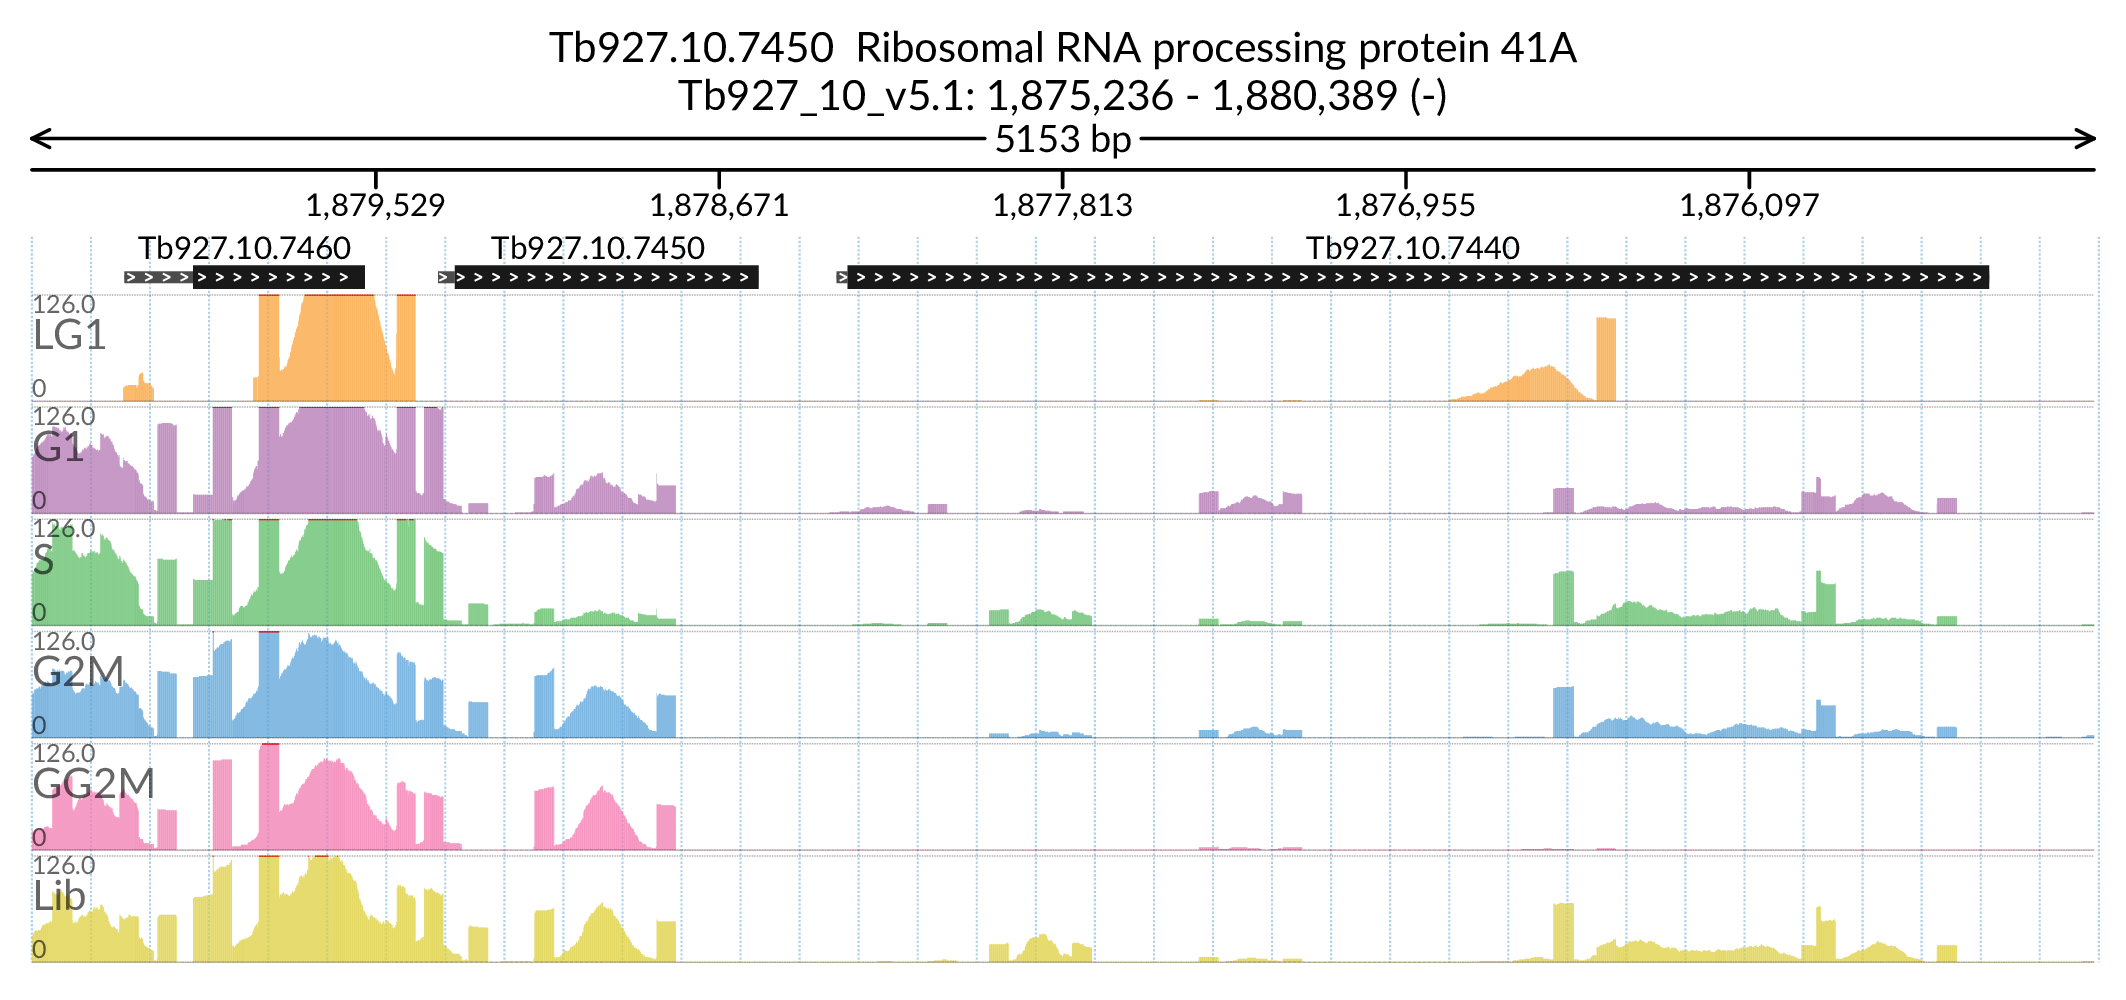 Tb927.10.7450  Ribosomal RNA processing protein 41A
Tb927_10_v5.1: 1,875,236 - 1,880,389 (-)
5153 bp
1,879,529 1,878,671 1,877,813 1,876,955 1,876,097
Tb927.10.7460 Tb927.10.7450 Tb927.10.7440
126.0
LG1
0
126.0
G1
0
126.0
S
0
126.0
G2M
0
126.0
GG2M
0
126.0
Lib
0